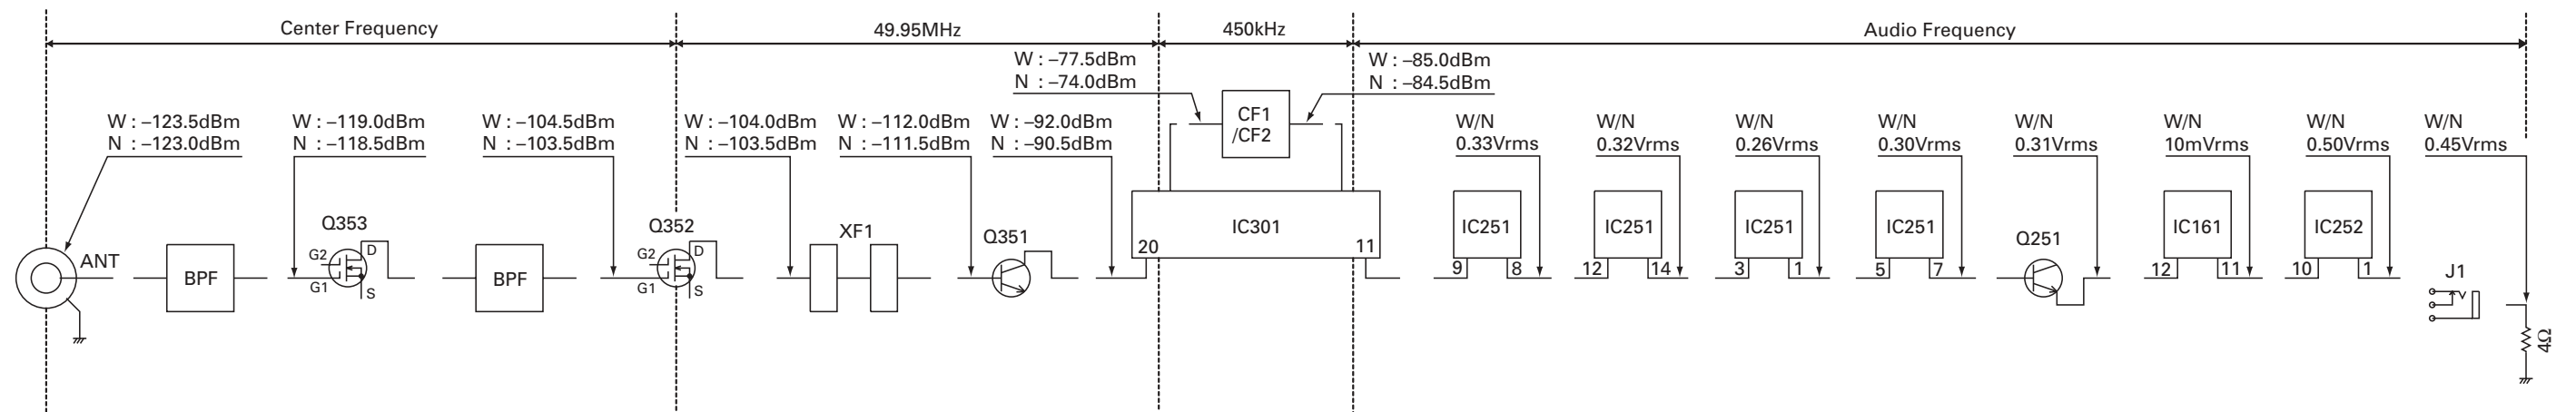 Center Frequency
49.95MHz
450kHz
Audio Frequency
W : –77.5dBm
N : –74.0dBm
W : –85.0dBm
N : –84.5dBm
CF1
/CF2
W : –123.5dBm
N : –123.0dBm
W : –119.0dBm
N : –118.5dBm
W : –104.5dBm
N : –103.5dBm
W : –104.0dBm
N : –103.5dBm
W : –112.0dBm
N : –111.5dBm
W : –92.0dBm
N : –90.5dBm
W/N
0.33Vrms
W/N
0.32Vrms
W/N
0.26Vrms
W/N
0.30Vrms
W/N
0.31Vrms
W/N
10mVrms
W/N
0.50Vrms
W/N
0.45Vrms
ANT
BPF
Q353
G2
D
G1
S
BPF
Q352
G2
D
G1
S
XF1
Q351
IC301
20
11
IC251
9
8
IC251
12
14
IC251
3
1
IC251
5
7
Q251
IC161
12
11
IC252
10
1
J1
4Ω